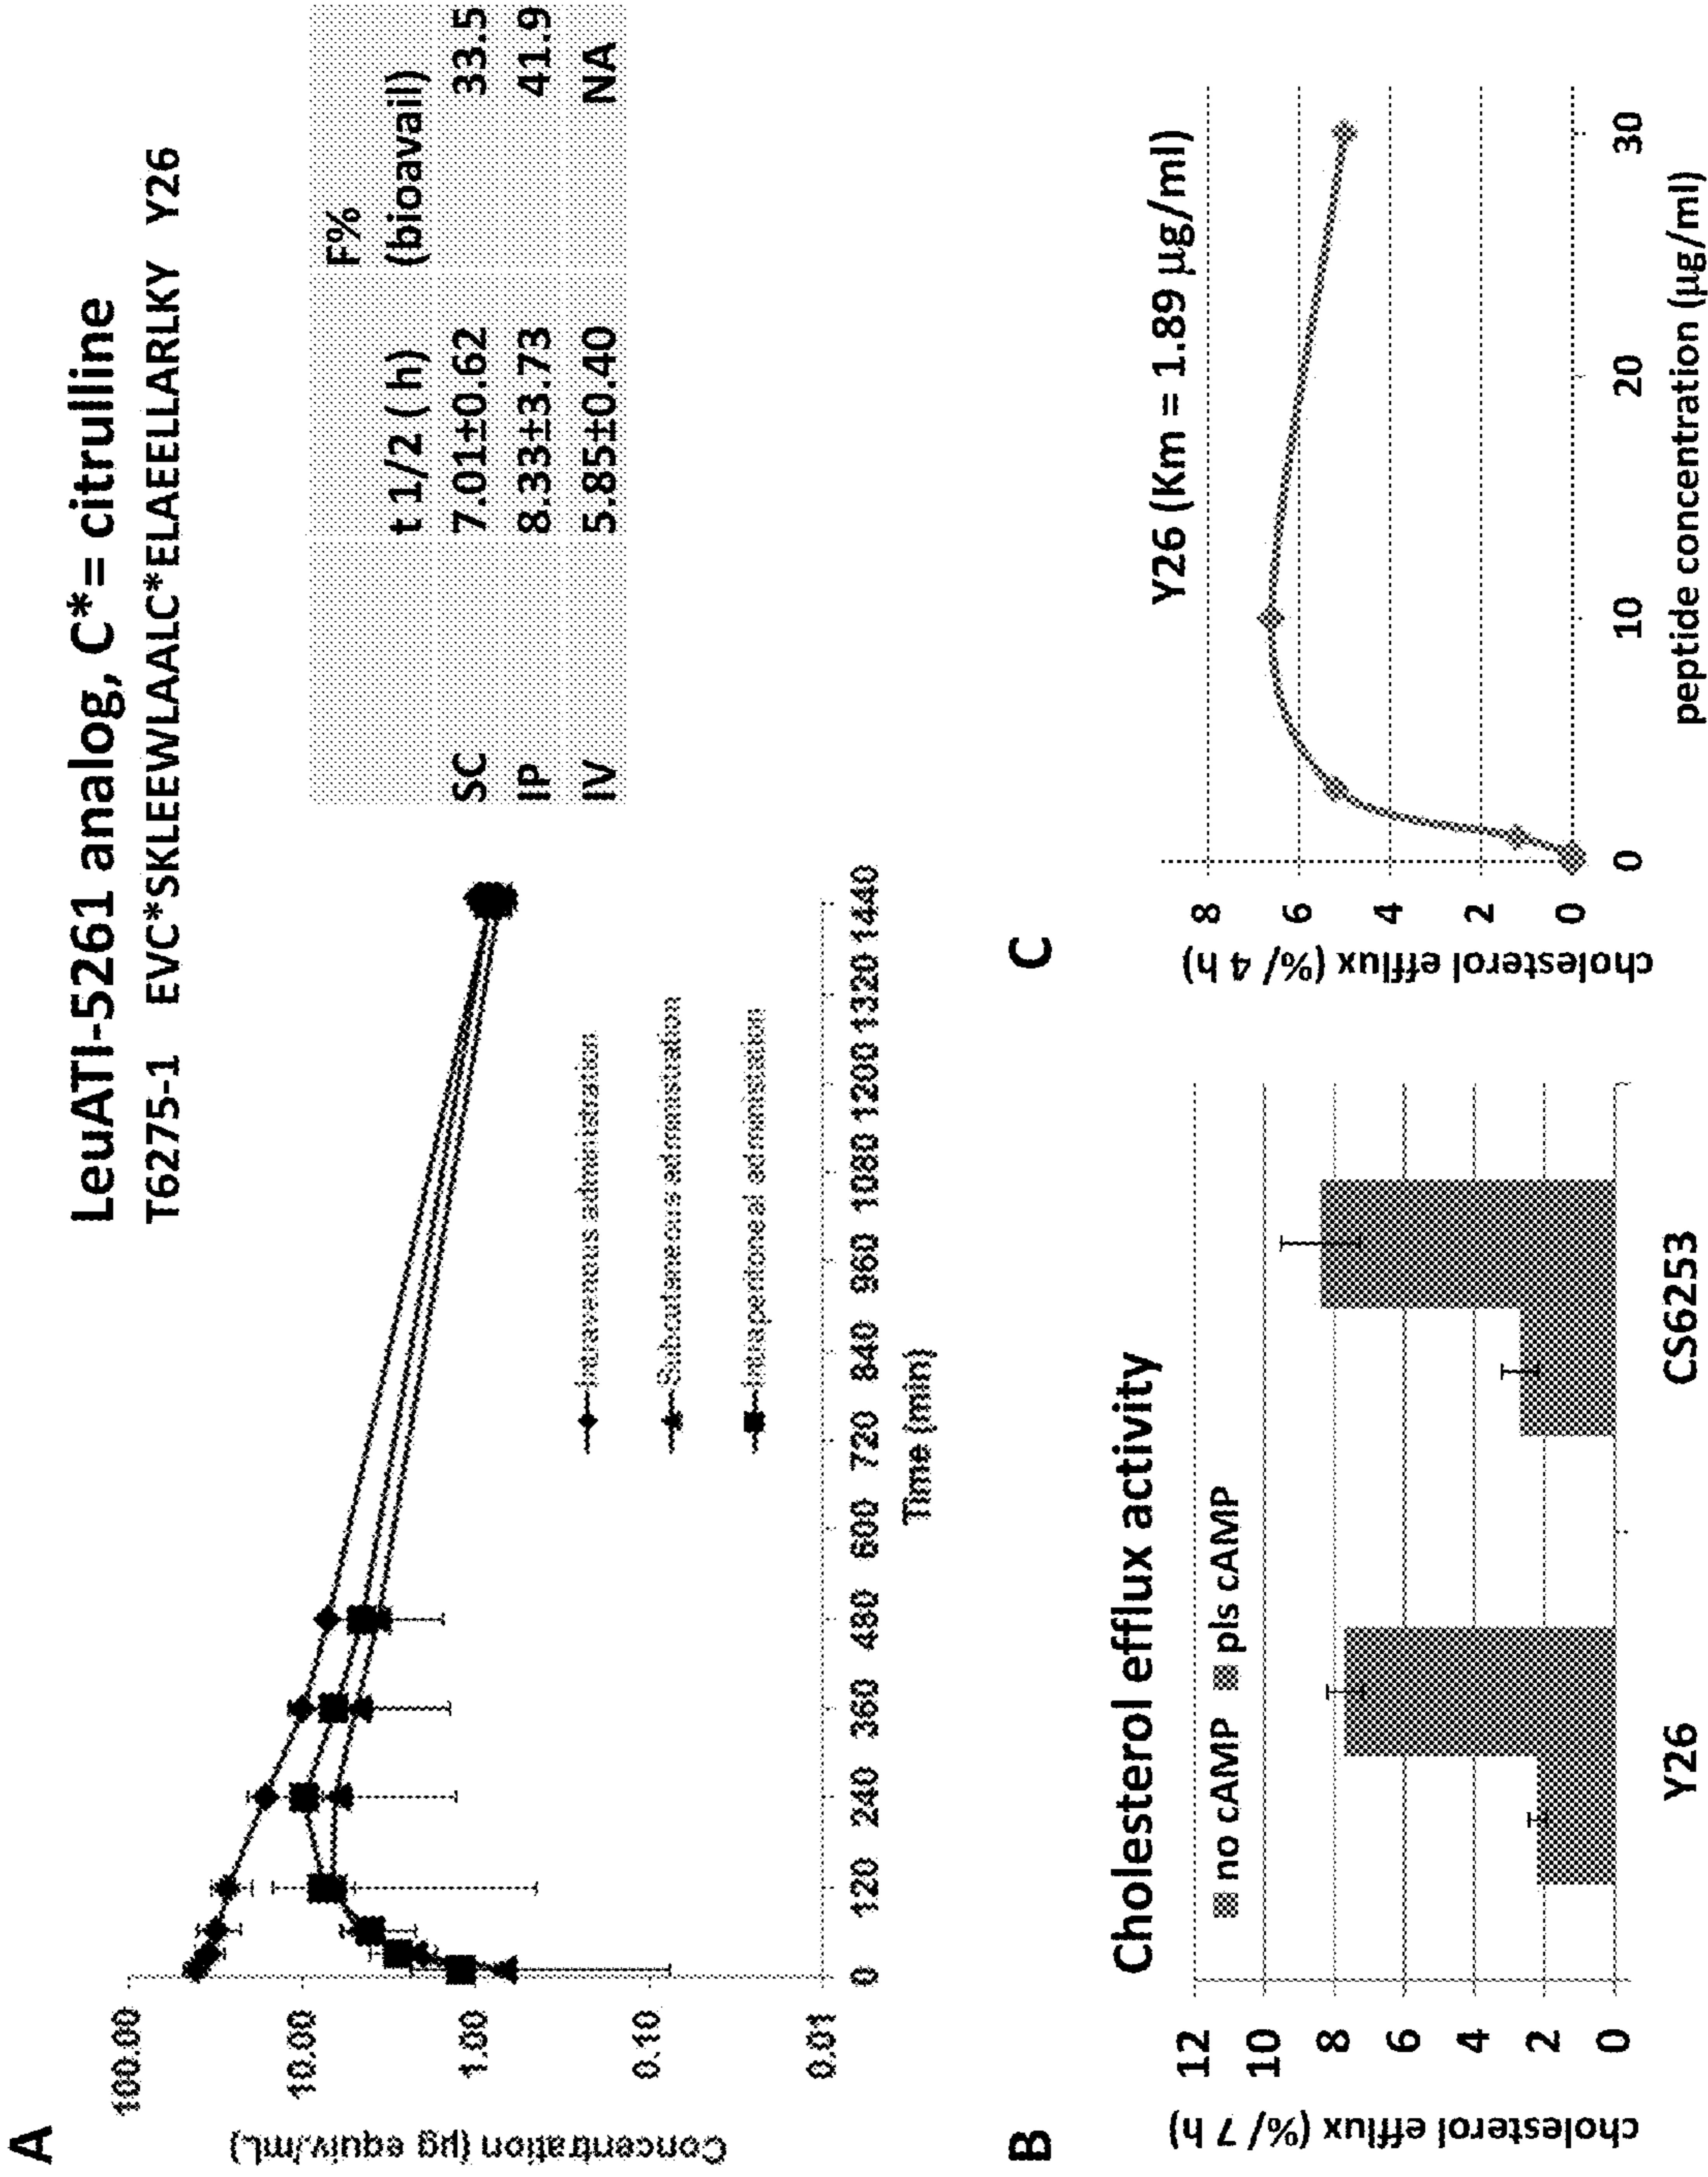 LeuATI-5261 analog, C*= citrulline
T6275-1 EVC*SKLEEWLAALC*ELAEELLARLKY Y26
A
Concentration (µg equiv./mL)
100.00
10.00
1.00
0.10
0.01
0 120 240 360 480 600 720 840 960 1080 1200 1320 1440
Time (min)
Intravenous administration
Subcutaneous administration
Intraperitoneal administration
F%
t 1/2 (h) (bioavail)
SC 7.01±0.62 33.5
IP 8.33±3.73 41.9
IV 5.85±0.40 NA
B
Cholesterol efflux activity
no cAMP pls cAMP
cholesterol efflux (%/7 h)
12
10
8
6
4
2
0
Y26 CS6253
C
Y26 (Km = 1.89 µg/ml)
cholesterol efflux (%/ 4 h)
8
6
4
2
0
0 10 20 30
peptide concentration (µg/ml)